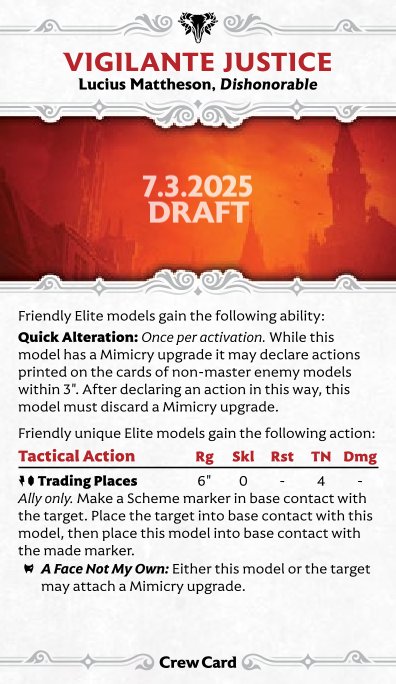 VIGILANTE JUSTICE
Lucius Mattheson, Dishonorable
7.3.2025
DRAFT
Friendly Elite models gain the following ability:
Quick Alteration: Once per activation. While this
model has a Mimicry upgrade it may declare actions
printed on the cards of non-master enemy models
within 3". After declaring an action in this way, this
model must discard a Mimicry upgrade.
Friendly unique Elite models gain the following action:
Tactical Action Rg Skl Rst TN Dmg
Trading Places 6" 0 - 4 -
Ally only. Make a Scheme marker in base contact with
the target. Place the target into base contact with this
model, then place this model into base contact with
the made marker.
A Face Not My Own: Either this model or the target
may attach a Mimicry upgrade.
Crew Card